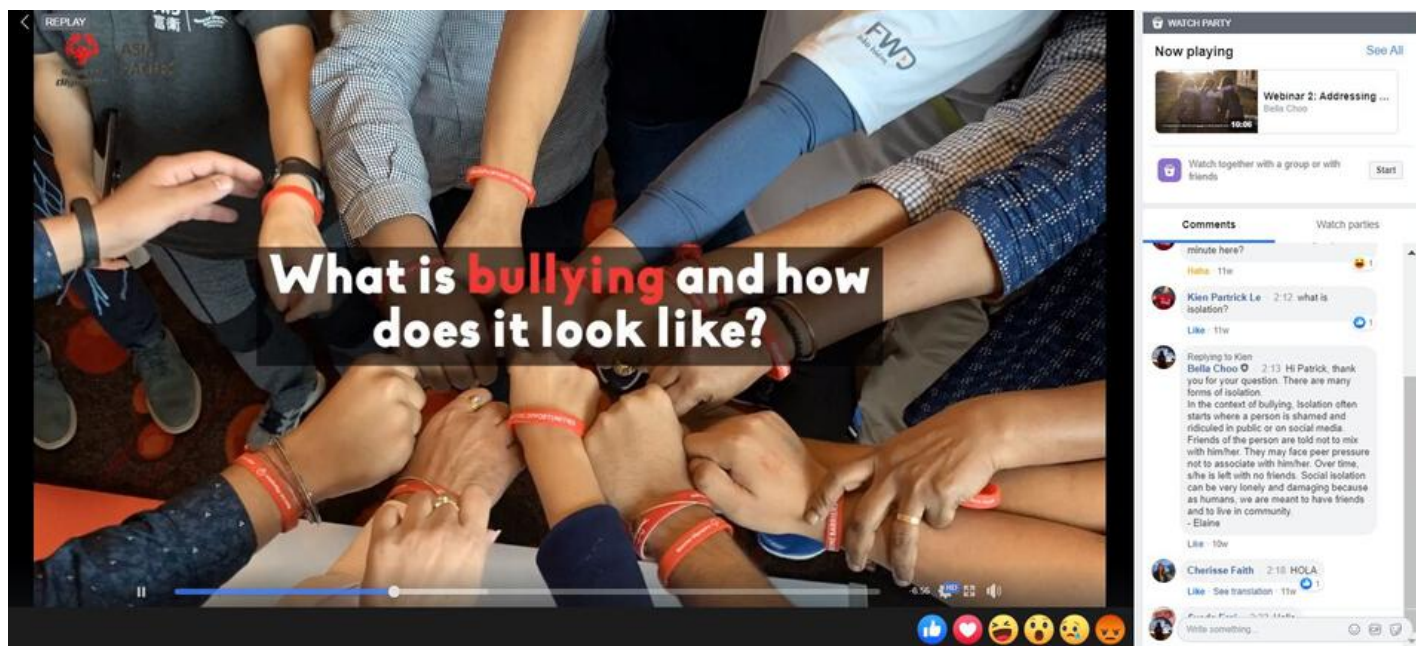 REPLAY
富衛
ASIA
PACIFIC
FWD
What is bullying and how
does it look like?
-6:56
HD
WATCH PARTY
Now playing
See All
Webinar 2: Addressing ...
Bella Choo
10:06
Watch together with a group or with
friends
Start
Comments
Watch parties
minute here?
Haha · 11w
1
Kien Partrick Le 2:12 what is
isolation?
1
Like · 11w
Replying to Kien
Bella Choo 2:13 Hi Patrick, thank
you for your question. There are many
forms of isolation.
In the context of bullying, Isolation often
starts where a person is shamed and
ridiculed in public or on social media.
Friends of the person are told not to mix
with him/her. They may face peer pressure
not to associate with him/her. Over time,
s/he is left with no friends. Social isolation
can be very lonely and damaging because
as humans, we are meant to have friends
and to live in community.
- Elaine
Like · 10w
Cherisse Faith 2:18 HOLA
1
Like · See translation · 11w
Write something...